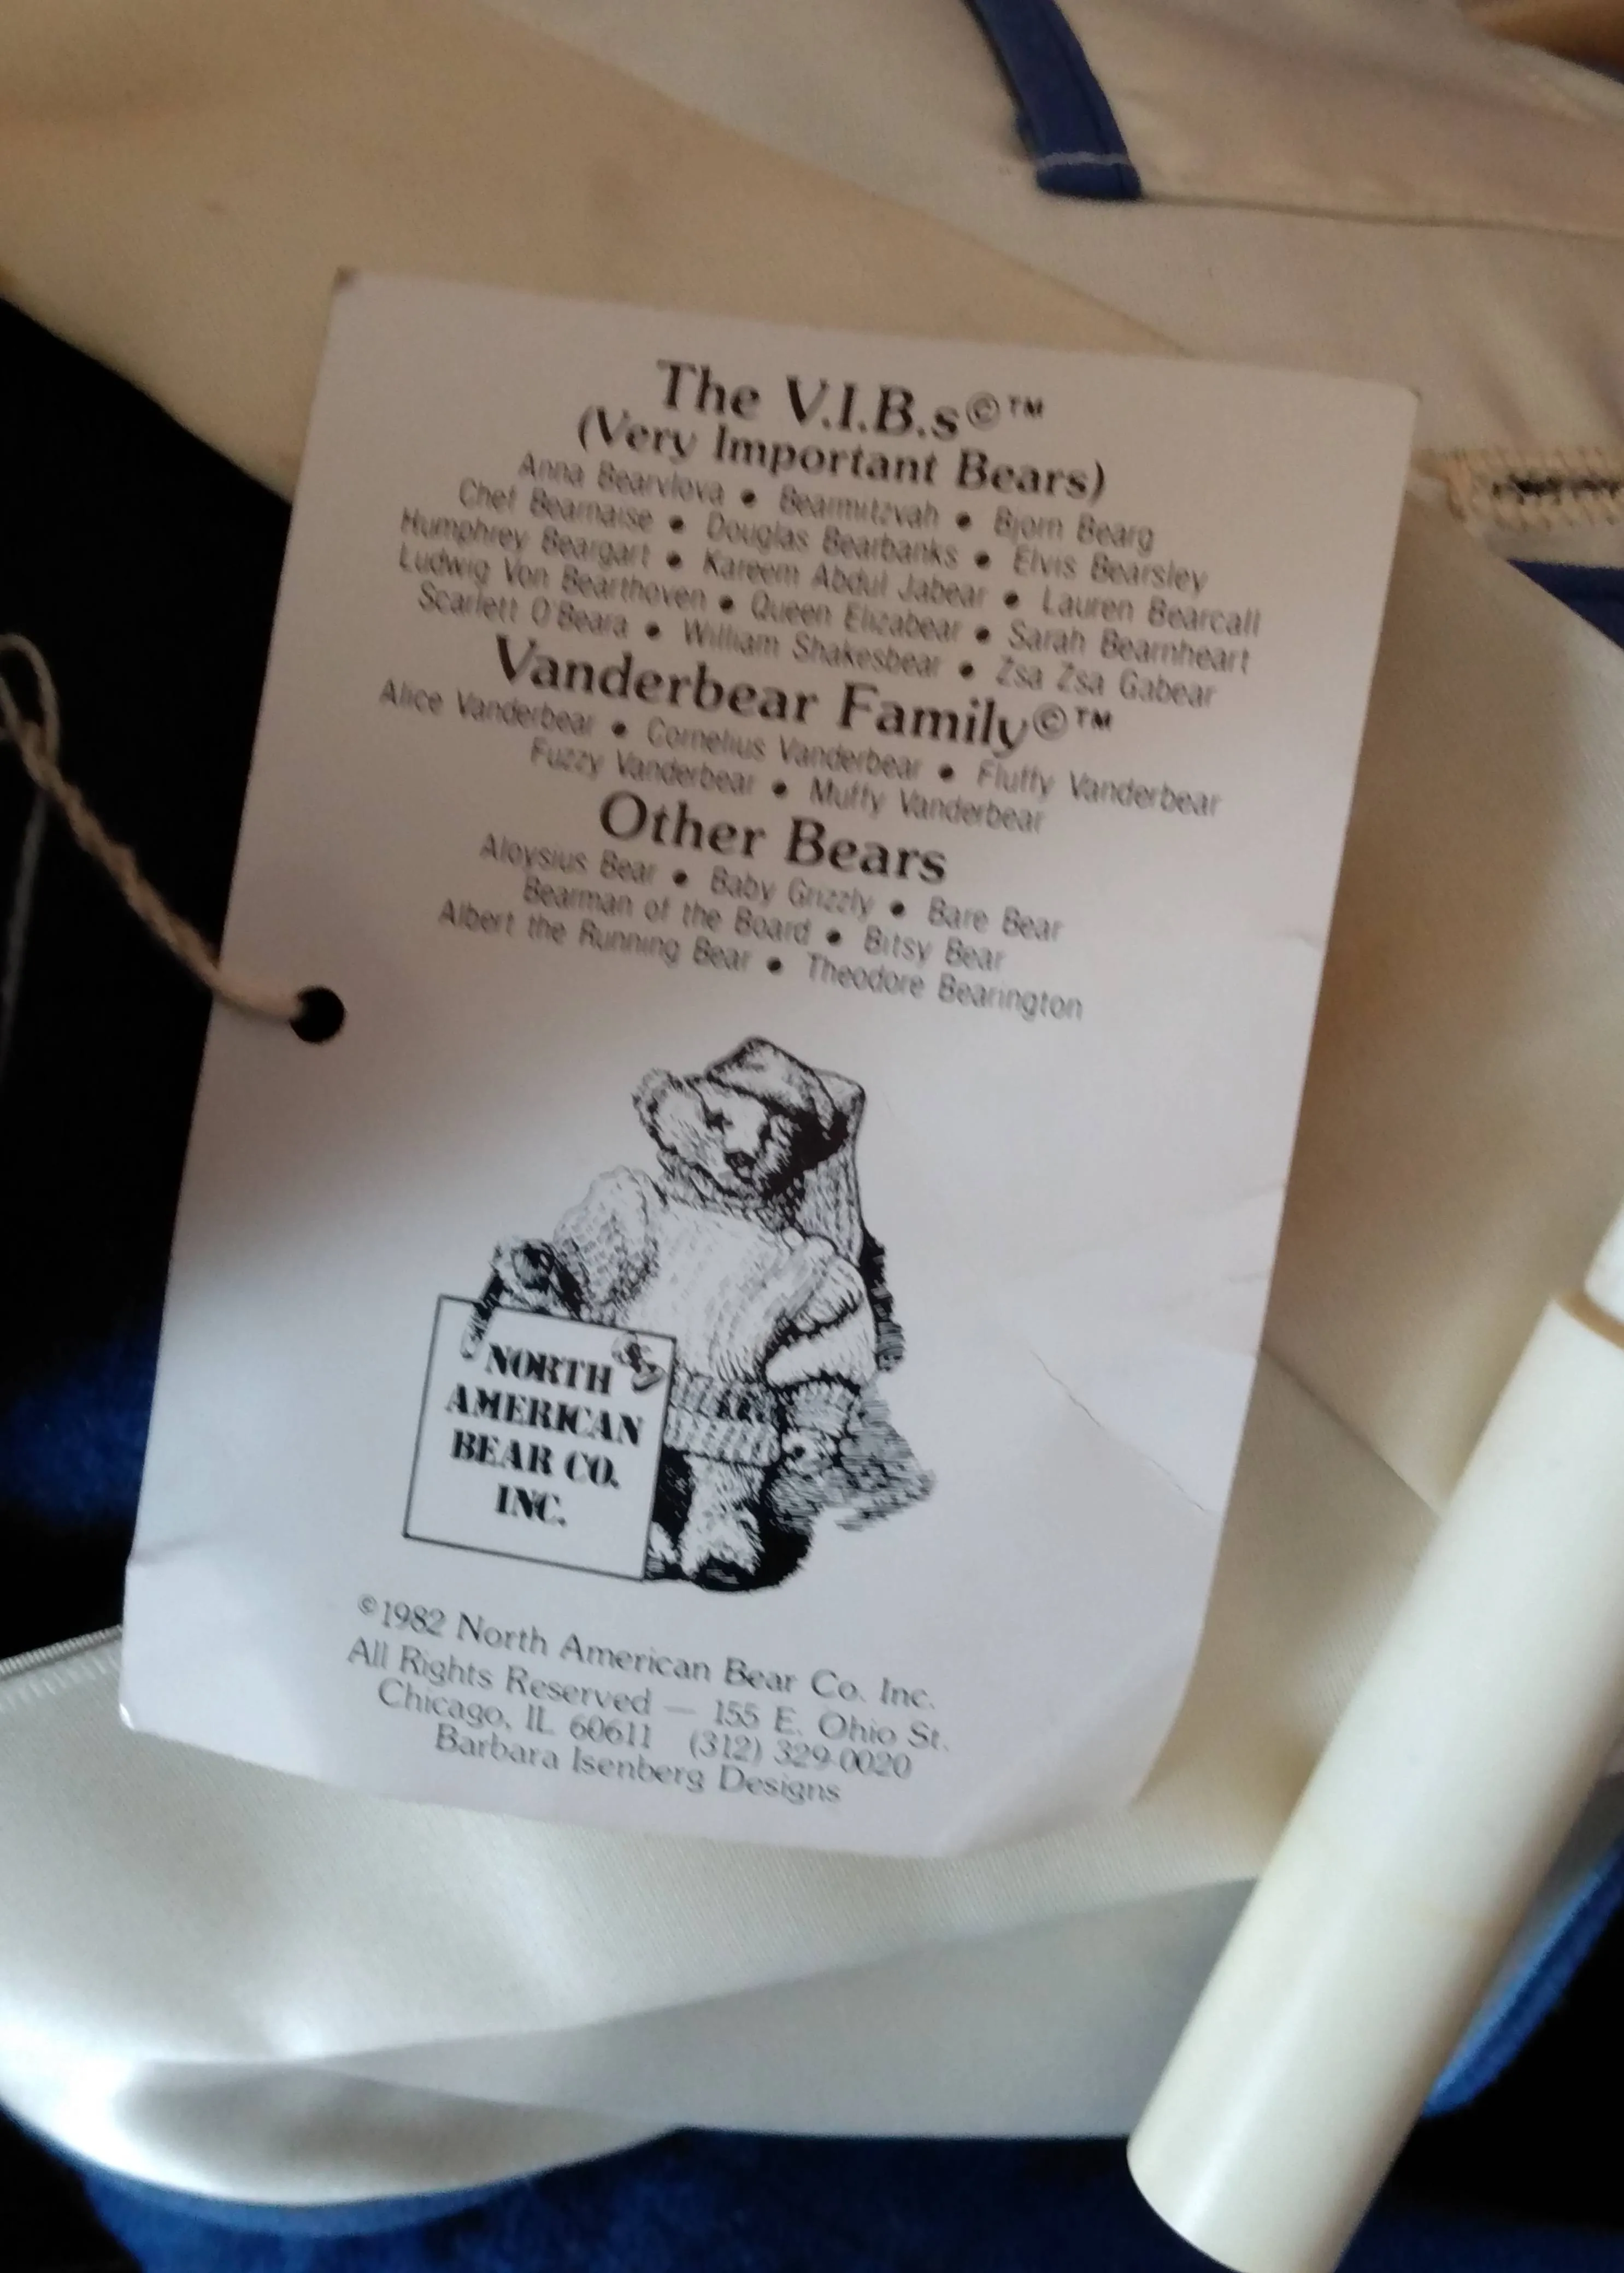 The V.I.B.s©™
(Very Important Bears)
Anna Bearvlova • Bearmitzvah • Bjorn Bearg
Chef Bearnaise • Douglas Bearbanks • Elvis Bearsley
Humphrey Beargart • Kareem Abdul Jabear • Lauren Bearcall
Ludwig Von Bearthoven • Queen Elizabear • Sarah Bearnheart
Scarlett O'Beara • William Shakesbear • Zsa Zsa Gabear
Vanderbear Family©™
Alice Vanderbear • Cornelius Vanderbear • Fluffy Vanderbear
Fuzzy Vanderbear • Muffy Vanderbear
Other Bears
Aloysius Bear • Baby Grizzly • Bare Bear
Bearman of the Board • Bitsy Bear
Albert the Running Bear • Theodore Bearington
NORTH
AMERICAN
BEAR CO.
INC.
©1982 North American Bear Co. Inc.
All Rights Reserved — 155 E. Ohio St.
Chicago, IL 60611 (312) 329-0020
Barbara Isenberg Designs